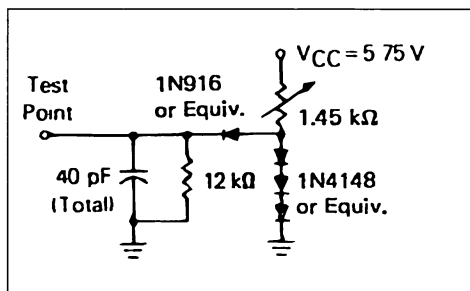 VCC = 5 75 V
Test
Point
1N916
or Equiv.
1.45 kΩ
40 pF
(Total)
12 kΩ
1N4148
or Equiv.